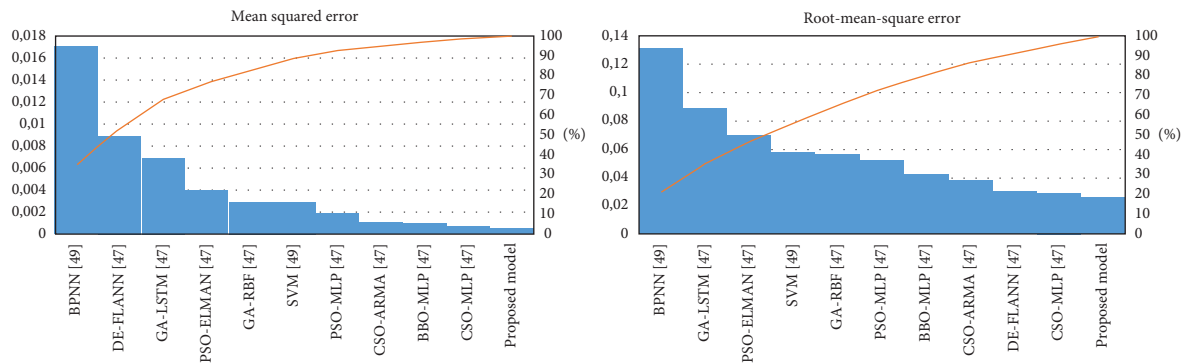 Mean squared error
0,018
0,016
0,014
0,012
0,01
0,008
0,006
0,004
0,002
0
100
90
80
70
60
50
40
30
20
10
0
(%)
BPNN [49]
DE-FLANN [47]
GA-LSTM [47]
PSO-ELMAN [47]
GA-RBF [47]
SVM [49]
PSO-MLP [47]
CSO-ARMA [47]
BBO-MLP [47]
CSO-MLP [47]
Proposed model
Root-mean-square error
0,14
0,12
0,1
0,08
0,06
0,04
0,02
0
100
90
80
70
60
50
40
30
20
10
0
(%)
BPNN [49]
GA-LSTM [47]
PSO-ELMAN [47]
SVM [49]
GA-RBF [47]
PSO-MLP [47]
BBO-MLP [47]
CSO-ARMA [47]
DE-FLANN [47]
CSO-MLP [47]
Proposed model